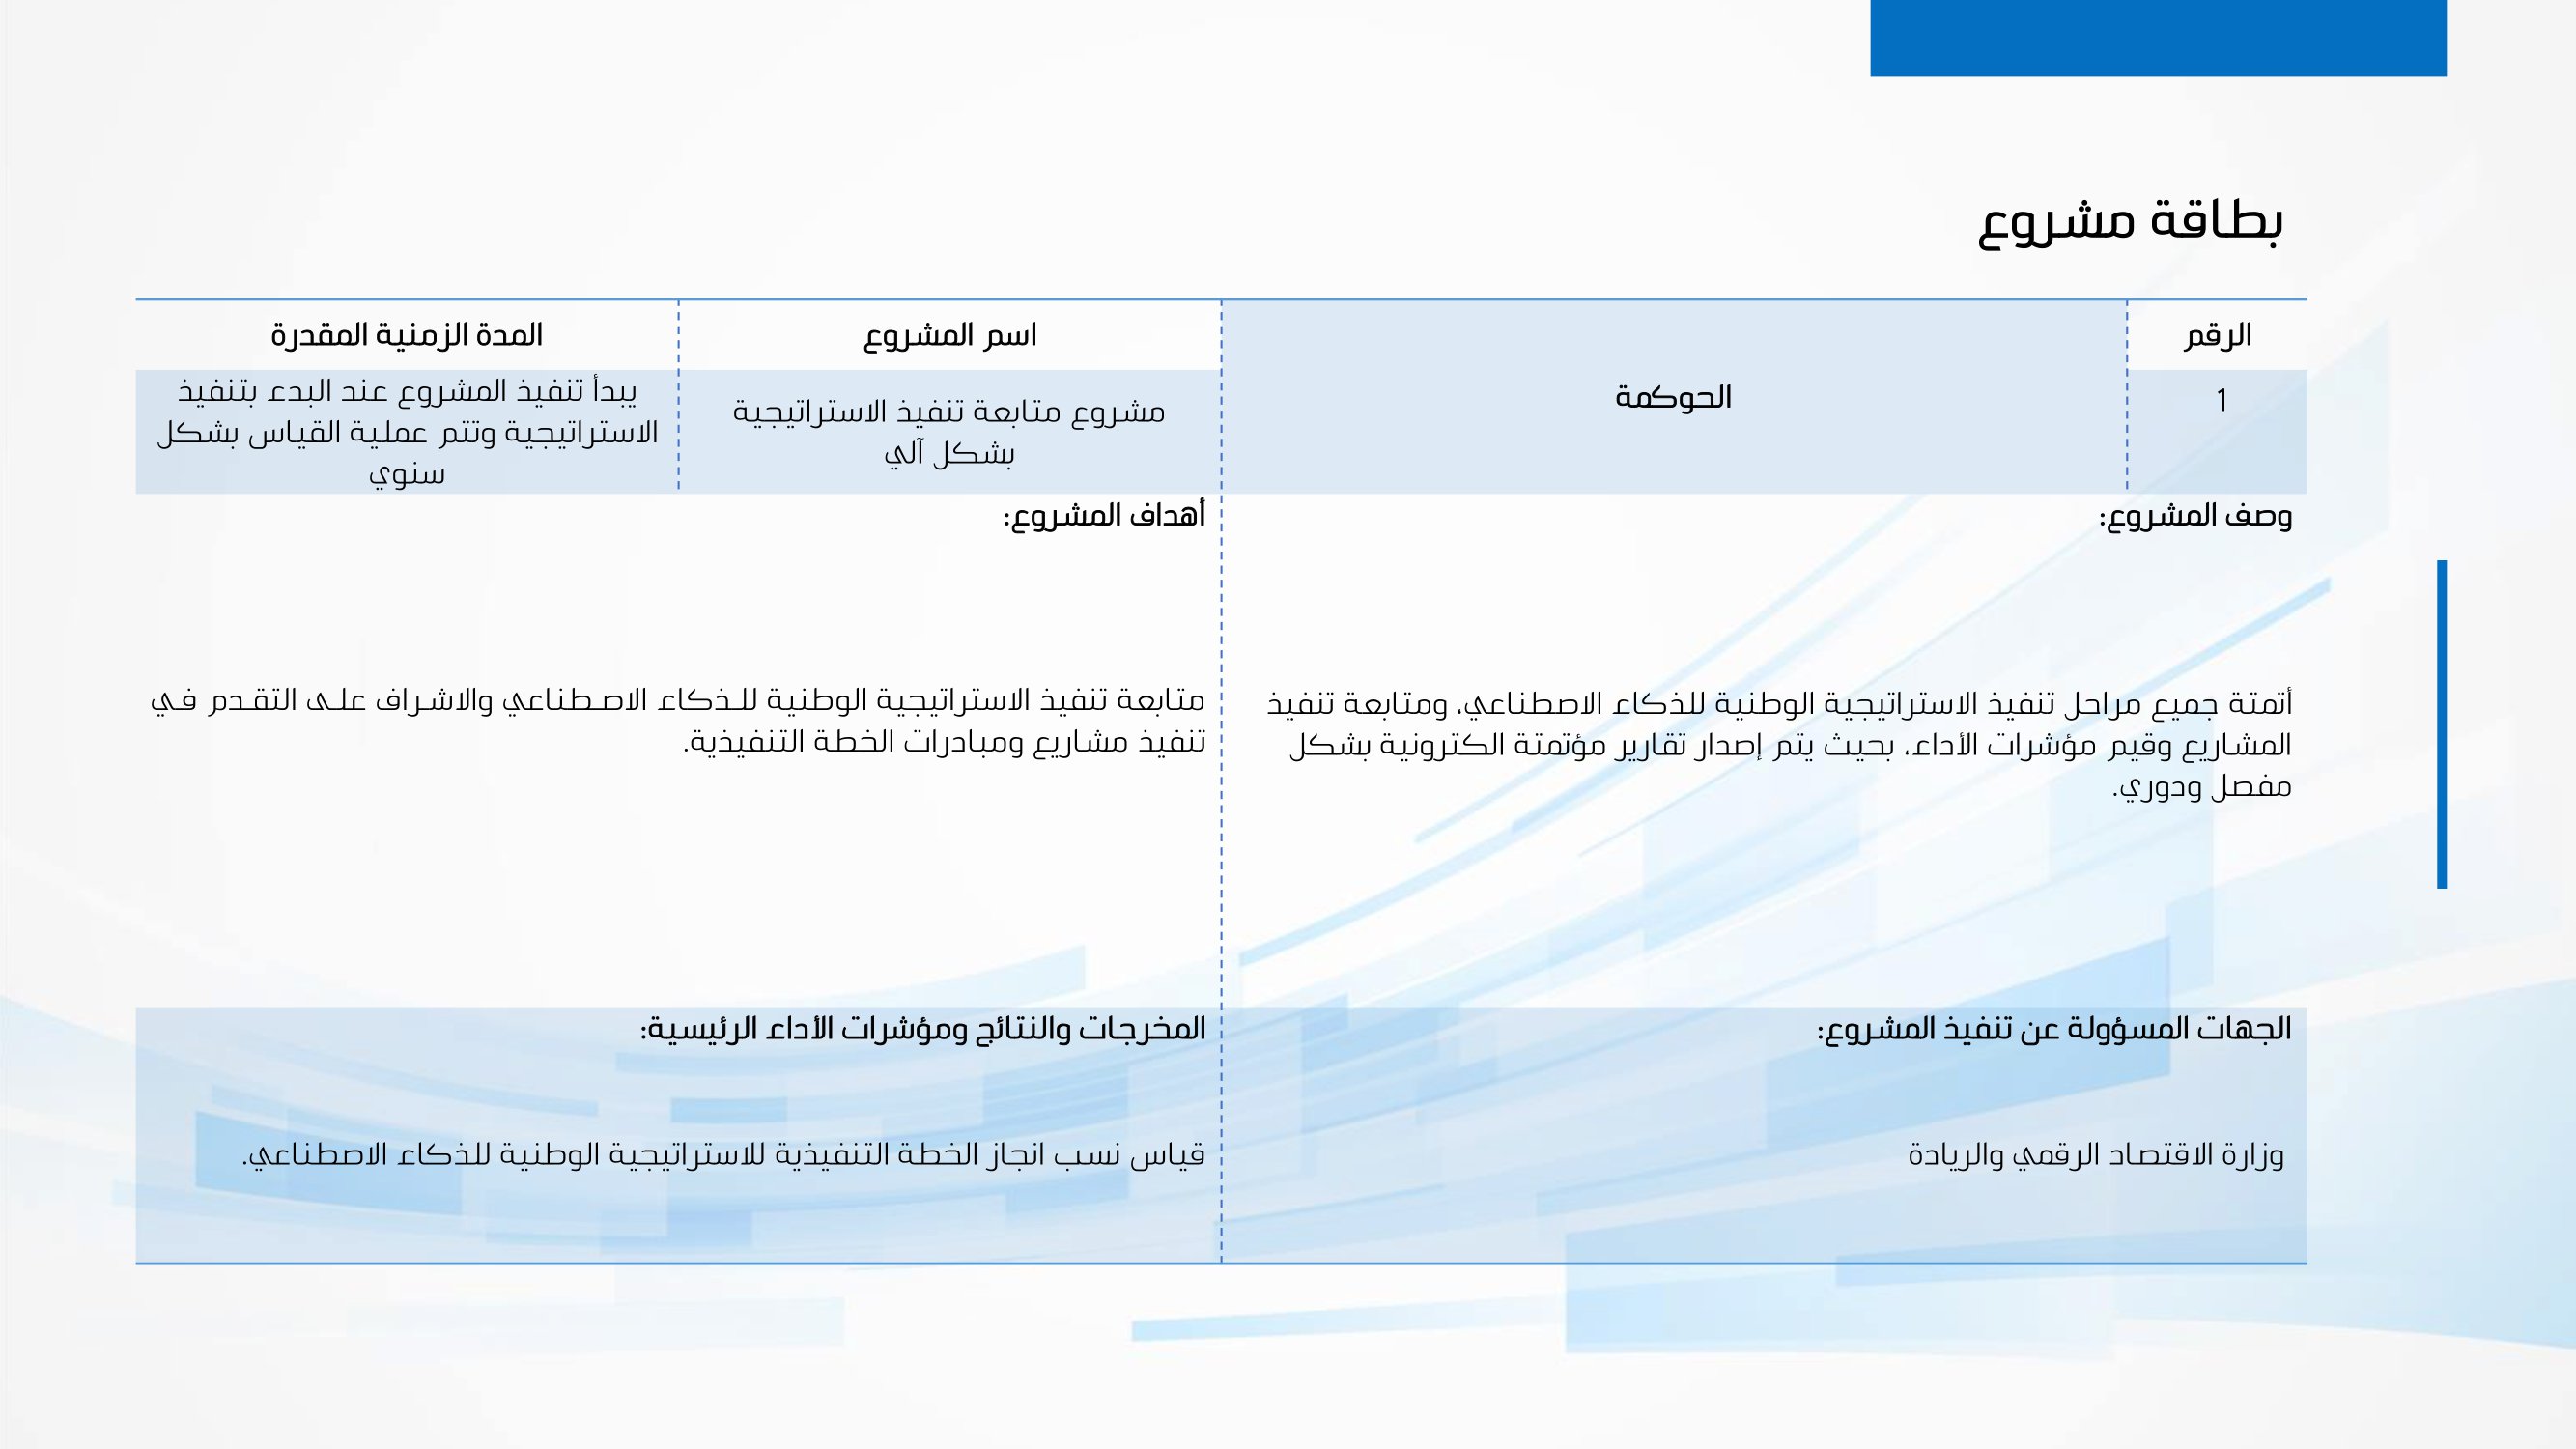 بطاقة مشروع
الرقم
1
الحوكمة
اسم المشروع
مشروع متابعة تنفيذ الاستراتيجية
بشكل آلي
المدة الزمنية المقدرة
يبدأ تنفيذ المشروع عند البدء بتنفيذ
الاستراتيجية وتتم عملية القياس بشكل
سنوي
وصف المشروع:
أتمتة جميع مراحل تنفيذ الاستراتيجية الوطنية للذكاء الاصطناعي، ومتابعة تنفيذ
المشاريع وقيم مؤشرات الأداء، بحيث يتم إصدار تقارير مؤتمتة الكترونية بشكل
مفصل ودوري.
أهداف المشروع:
متابعة تنفيذ الاستراتيجية الوطنية للذكاء الاصطناعي والاشراف على التقدم في
تنفيذ مشاريع ومبادرات الخطة التنفيذية.
الجهات المسؤولة عن تنفيذ المشروع:
وزارة الاقتصاد الرقمي والريادة
المخرجات والنتائج ومؤشرات الأداء الرئيسية:
قياس نسب انجاز الخطة التنفيذية للاستراتيجية الوطنية للذكاء الاصطناعي.